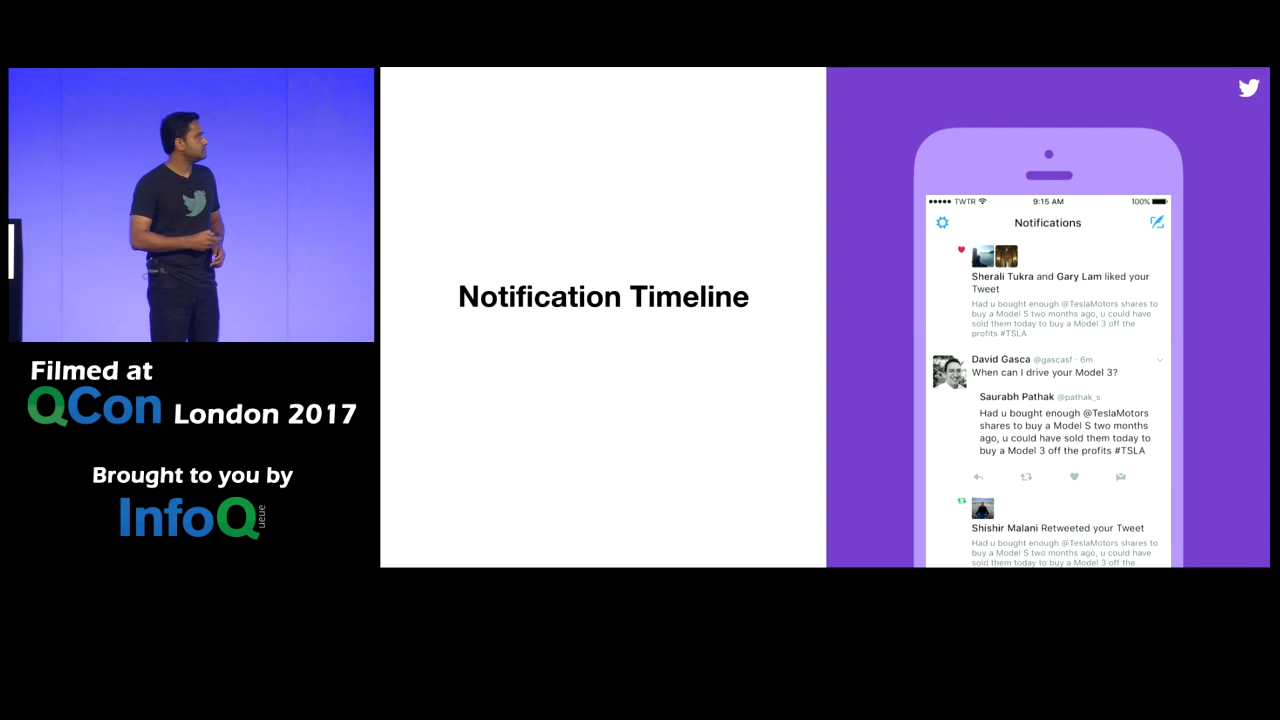 Filmed at
QCon London 2017
Brought to you by
InfoQ
ueue
Notification Timeline
TWTR
9:15 AM
100%
Notifications
Sherali Tukra and Gary Lam liked your
Tweet
Had u bought enough @TeslaMotors shares to
buy a Model S two months ago, u could have
sold them today to buy a Model 3 off the
profits #TSLA
David Gasca @gascasf · 6m
When can I drive your Model 3?
Saurabh Pathak @pathak_s
Had u bought enough @TeslaMotors
shares to buy a Model S two months
ago, u could have sold them today to
buy a Model 3 off the profits #TSLA
Shishir Malani Retweeted your Tweet
Had u bought enough @TeslaMotors shares to
buy a Model S two months ago, u could have
sold them today to buy a Model 3 off the